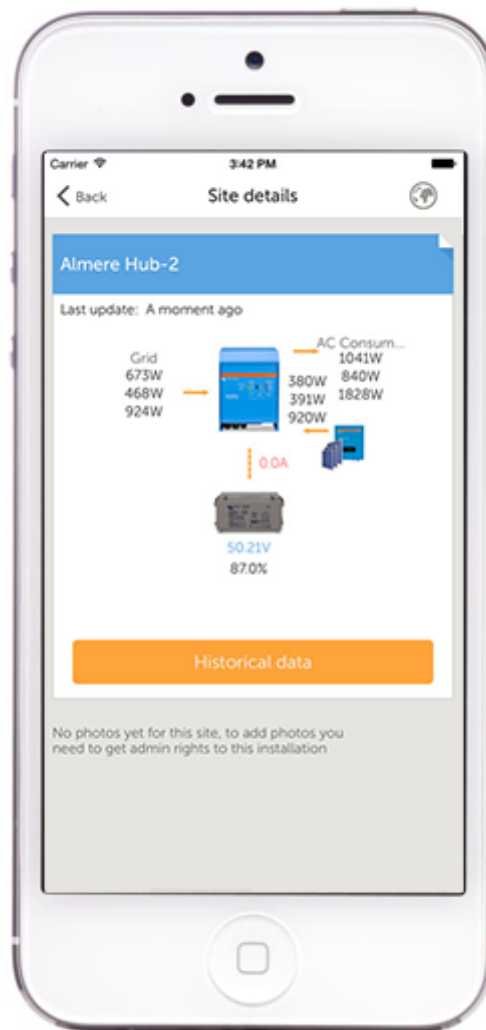 Carrier
3:42 PM
Back
Site details
Almere Hub-2
Last update: A moment ago
Grid
673W
468W
924W
AC Consum...
1041W
840W
1828W
380W
391W
920W
0.0A
50.21V
87.0%
Historical data
No photos yet for this site, to add photos you
need to get admin rights to this installation